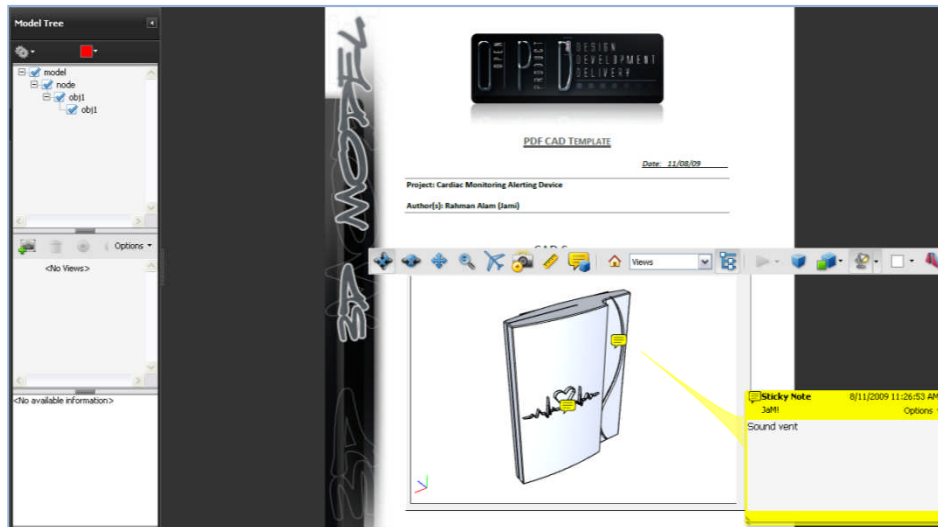 Model Tree
model
node
obj1
obj1
Options
<No Views>
<No available information>
OPEN
PRODUCT
DESIGN
DEVELOPMENT
DELIVERY
PDF CAD TEMPLATE
Date: 11/08/09
Project: Cardiac Monitoring Alerting Device
Author(s): Rahman Alam (Jami)
Views
Sticky Note 8/11/2009 11:26:53 AM
JaM! Options
Sound vent